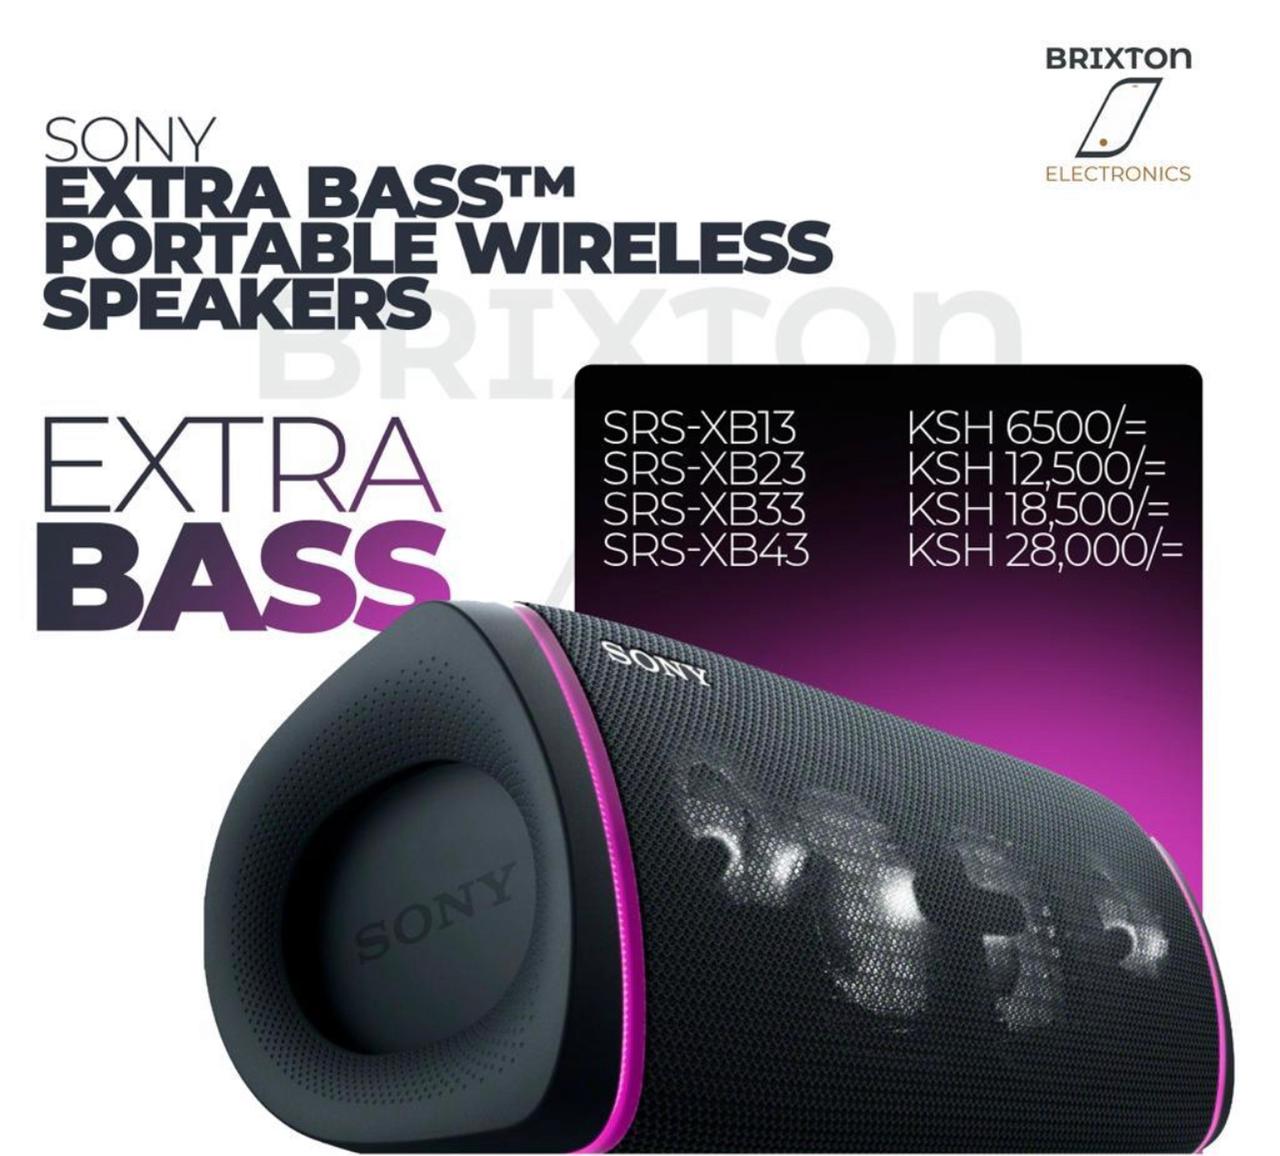 BRIXTON
ELECTRONICS
SONY
EXTRA BASS™
PORTABLE WIRELESS
SPEAKERS
BRIXTON
EXTRA
BASS
SRS-XB13 KSH 6500/=
SRS-XB23 KSH 12,500/=
SRS-XB33 KSH 18,500/=
SRS-XB43 KSH 28,000/=
SONY
SONY